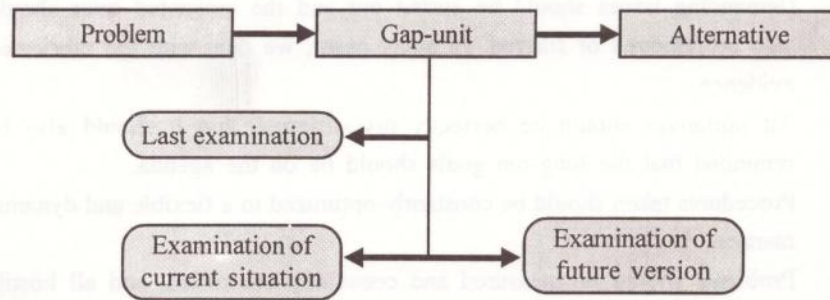 Problem
Gap-unit
Alternative
Last examination
Examination of
current situation
Examination of
future version